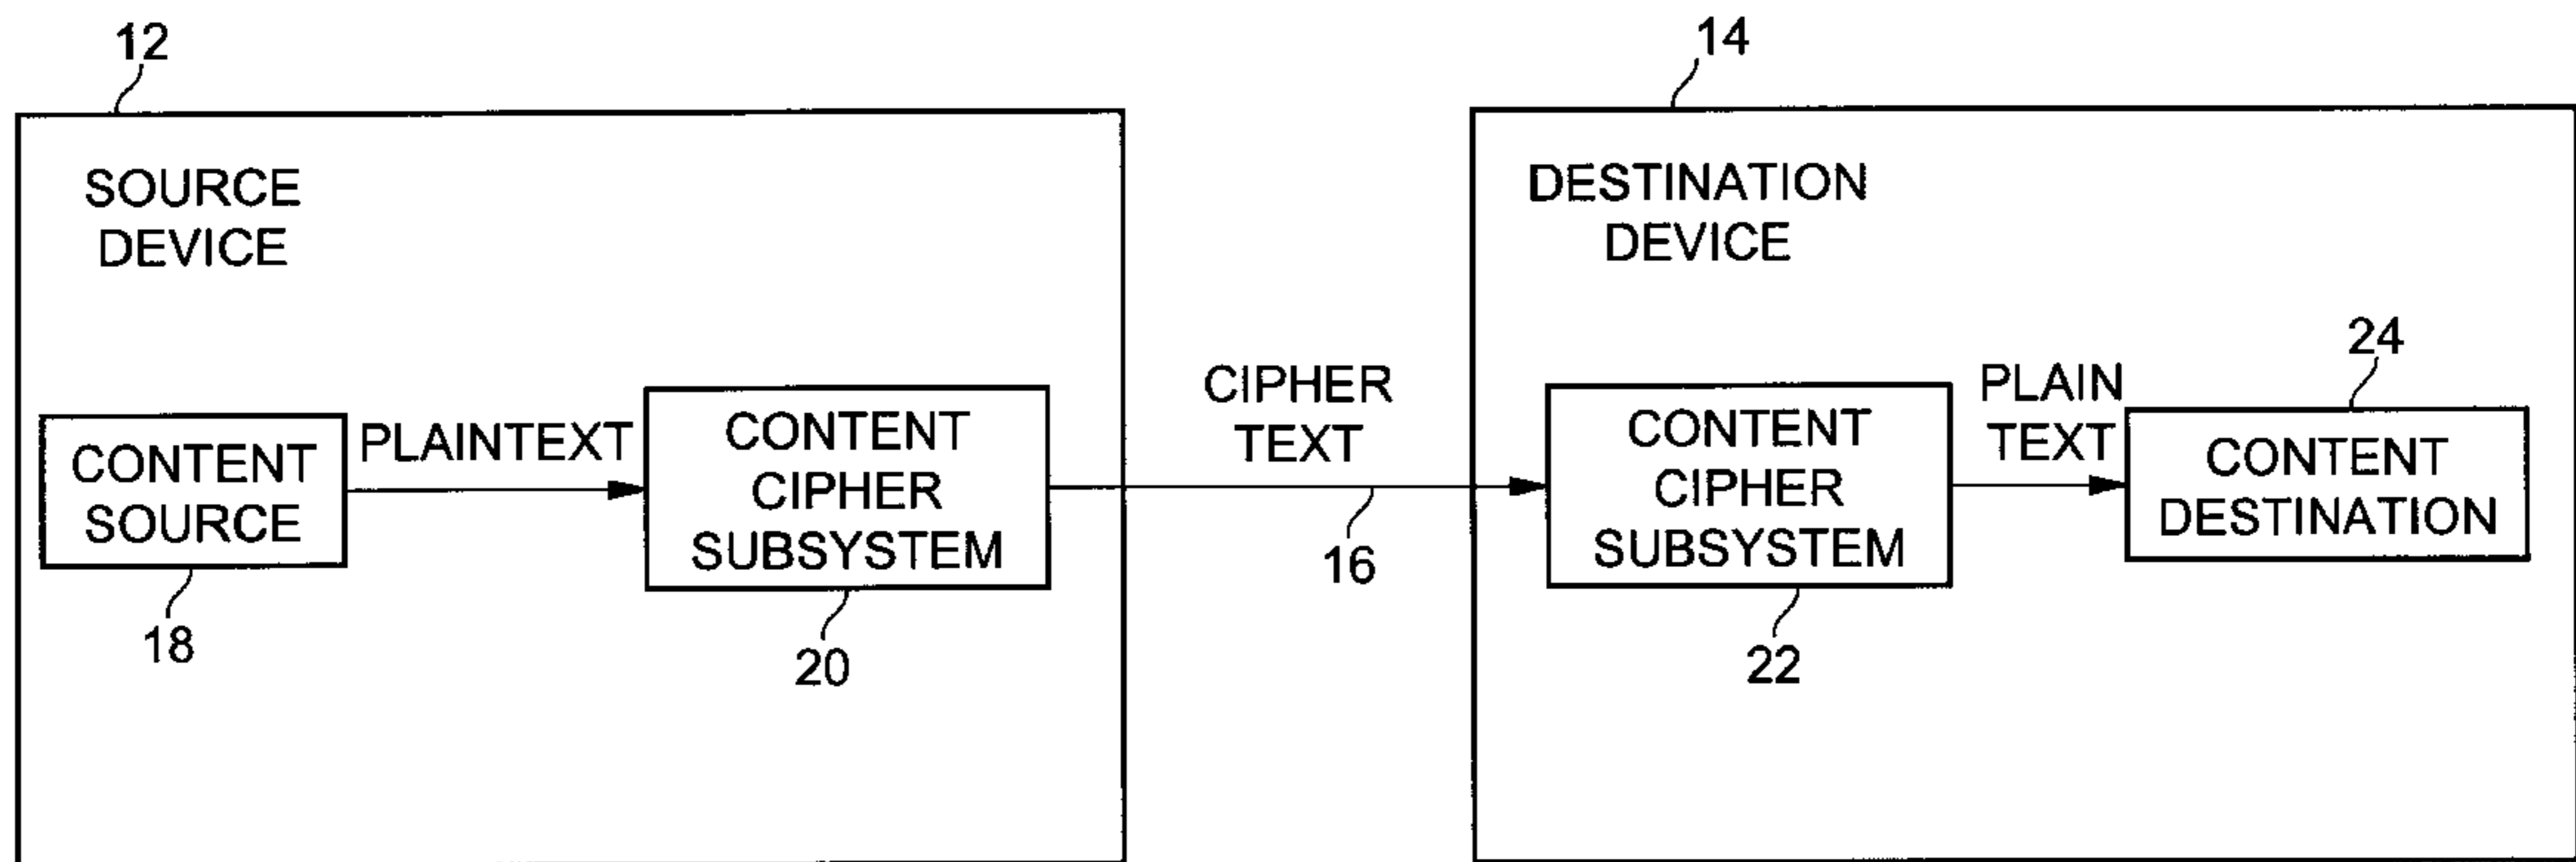 12
14
SOURCE
DEVICE
DESTINATION
DEVICE
CONTENT
SOURCE
18
PLAINTEXT
CONTENT
CIPHER
SUBSYSTEM
20
CIPHER
TEXT
16
CONTENT
CIPHER
SUBSYSTEM
22
PLAIN
TEXT
24
CONTENT
DESTINATION